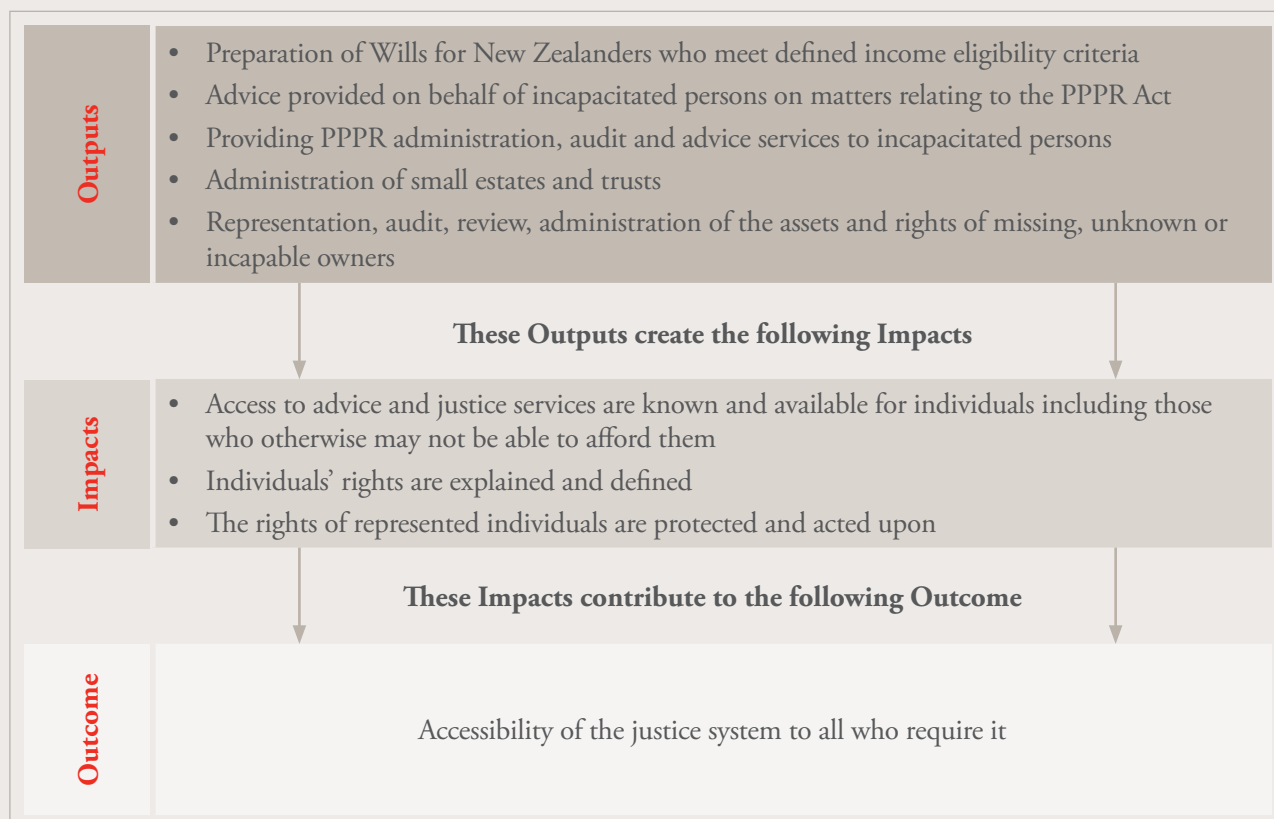 Outputs
• Preparation of Wills for New Zealanders who meet defined income eligibility criteria
• Advice provided on behalf of incapacitated persons on matters relating to the PPPR Act
• Providing PPPR administration, audit and advice services to incapacitated persons
• Administration of small estates and trusts
• Representation, audit, review, administration of the assets and rights of missing, unknown or
incapable owners
These Outputs create the following Impacts
Impacts
• Access to advice and justice services are known and available for individuals including those
who otherwise may not be able to afford them
• Individuals’ rights are explained and defined
• The rights of represented individuals are protected and acted upon
These Impacts contribute to the following Outcome
Outcome
Accessibility of the justice system to all who require it